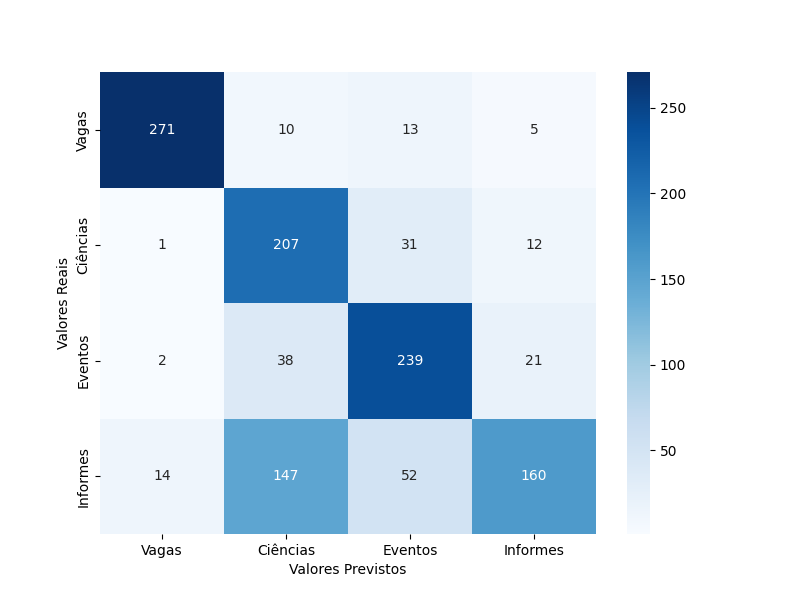 Valores Reais
Vagas
271 10 13 5
Ciências
1 207 31 12
Eventos
2 38 239 21
Informes
14 147 52 160
Vagas Ciências Eventos Informes
Valores Previstos
250
200
150
100
50